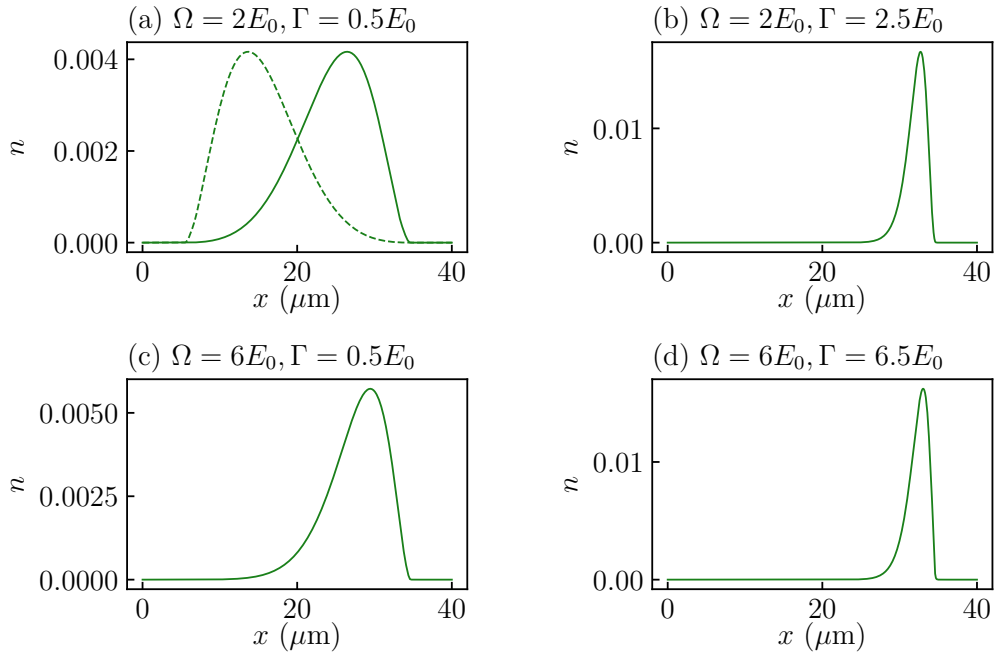 (a) Ω = 2E₀, Γ = 0.5E₀
0.004
0.002
0.000
n
0
20
40
x (μm)
(b) Ω = 2E₀, Γ = 2.5E₀
0.01
0.00
n
0
20
40
x (μm)
(c) Ω = 6E₀, Γ = 0.5E₀
0.0050
0.0025
0.0000
n
0
20
40
x (μm)
(d) Ω = 6E₀, Γ = 6.5E₀
0.01
0.00
n
0
20
40
x (μm)